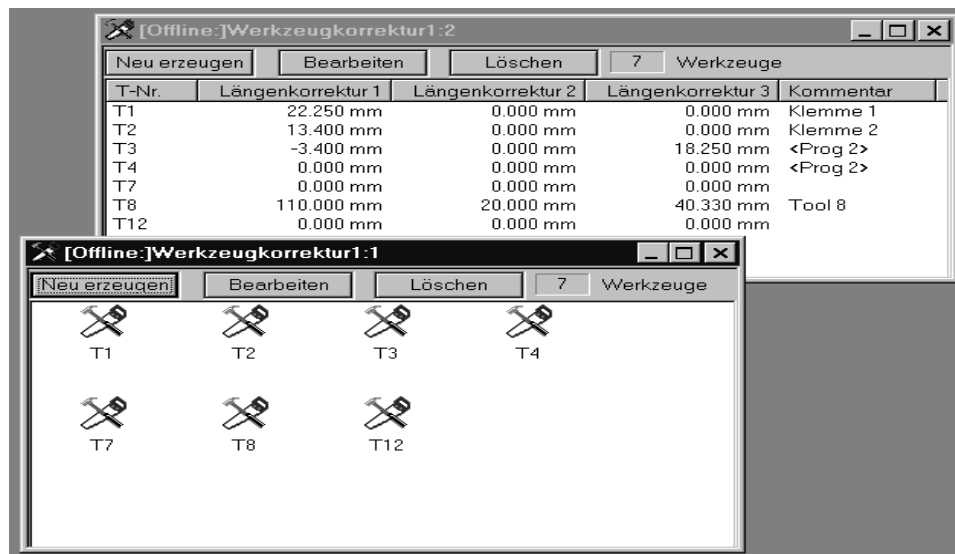 [Offline:]Werkzeugkorrektur1:2
Neu erzeugen Bearbeiten Löschen 7 Werkzeuge
T-Nr. Längenkorrektur 1 Längenkorrektur 2 Längenkorrektur 3 Kommentar
T1 22.250 mm 0.000 mm 0.000 mm Klemme 1
T2 13.400 mm 0.000 mm 0.000 mm Klemme 2
T3 -3.400 mm 0.000 mm 18.250 mm <Prog 2>
T4 0.000 mm 0.000 mm 0.000 mm <Prog 2>
T7 0.000 mm 0.000 mm 0.000 mm
T8 110.000 mm 20.000 mm 40.330 mm Tool 8
T12 0.000 mm 0.000 mm 0.000 mm
[Offline:]Werkzeugkorrektur1:1
Neu erzeugen Bearbeiten Löschen 7 Werkzeuge
T1 T2 T3 T4
T7 T8 T12